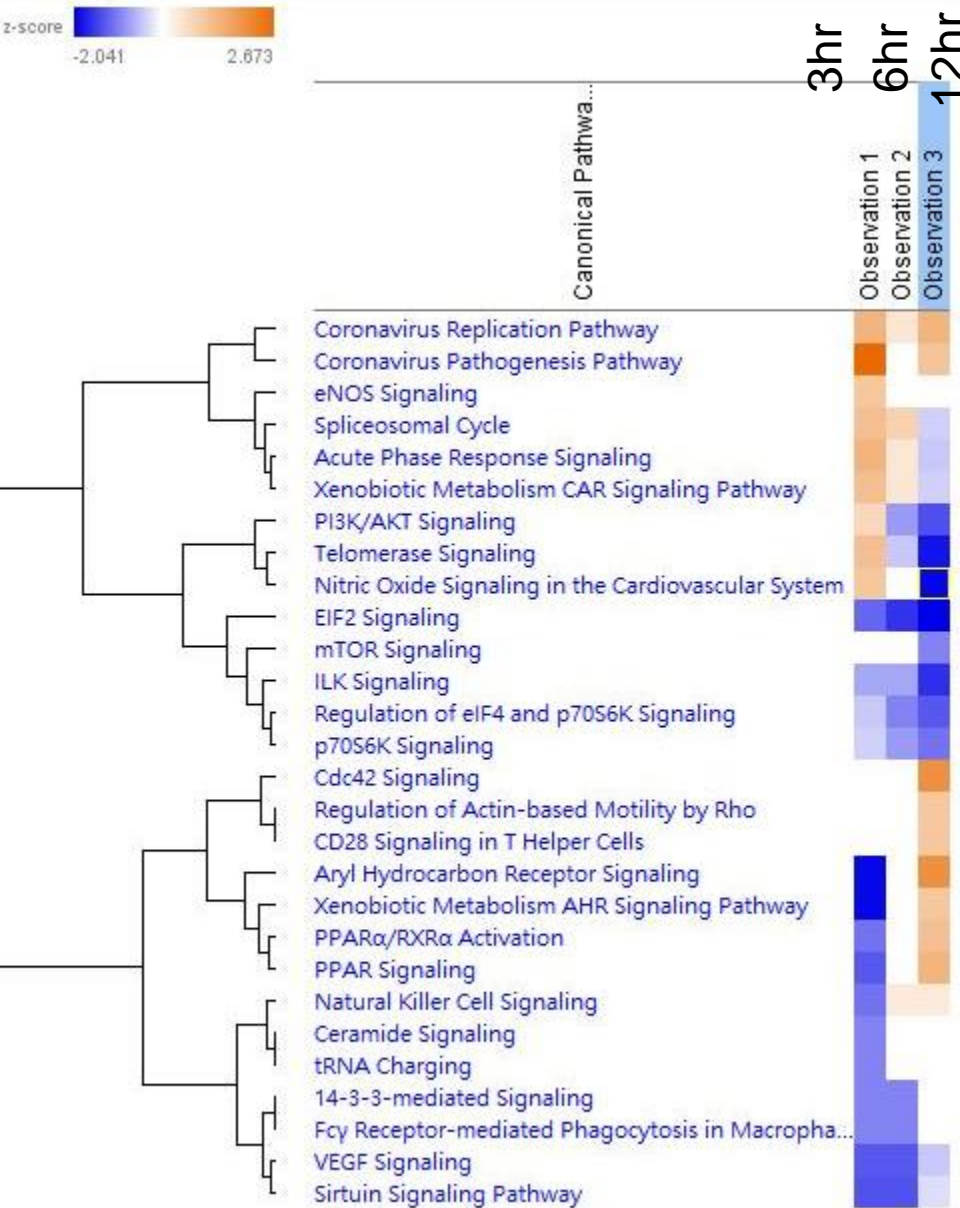 z-score
-2.041 2.673
3hr 6hr 12hr
Canonical Pathwa... Observation 1 Observation 2 Observation 3
Coronavirus Replication Pathway
Coronavirus Pathogenesis Pathway
eNOS Signaling
Spliceosomal Cycle
Acute Phase Response Signaling
Xenobiotic Metabolism CAR Signaling Pathway
PI3K/AKT Signaling
Telomerase Signaling
Nitric Oxide Signaling in the Cardiovascular System
EIF2 Signaling
mTOR Signaling
ILK Signaling
Regulation of eIF4 and p70S6K Signaling
p70S6K Signaling
Cdc42 Signaling
Regulation of Actin-based Motility by Rho
CD28 Signaling in T Helper Cells
Aryl Hydrocarbon Receptor Signaling
Xenobiotic Metabolism AHR Signaling Pathway
PPARα/RXRα Activation
PPAR Signaling
Natural Killer Cell Signaling
Ceramide Signaling
tRNA Charging
14-3-3-mediated Signaling
Fcγ Receptor-mediated Phagocytosis in Macropha...
VEGF Signaling
Sirtuin Signaling Pathway